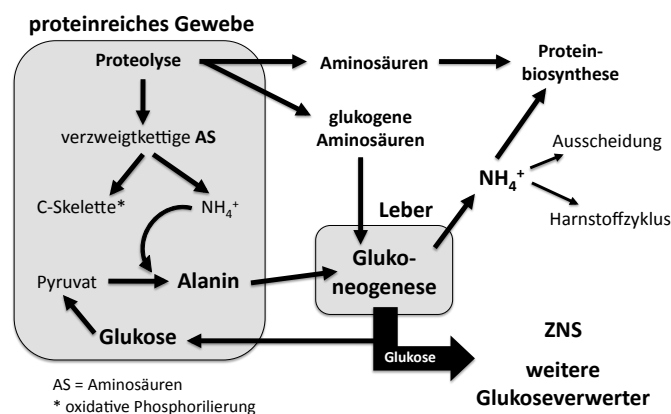 proteinreiches Gewebe
Proteolyse
Aminosäuren
Protein-
biosynthese
glukogene
Aminosäuren
verzweigtkettige AS
Ausscheidung
C-Skelette*
NH₄⁺
NH₄⁺
Harnstoffzyklus
Leber
Pyruvat
Alanin
Gluko-
neogenese
Glukose
Glukose
ZNS
weitere
Glukoseverwerter
AS = Aminosäuren
* oxidative Phosphorilierung